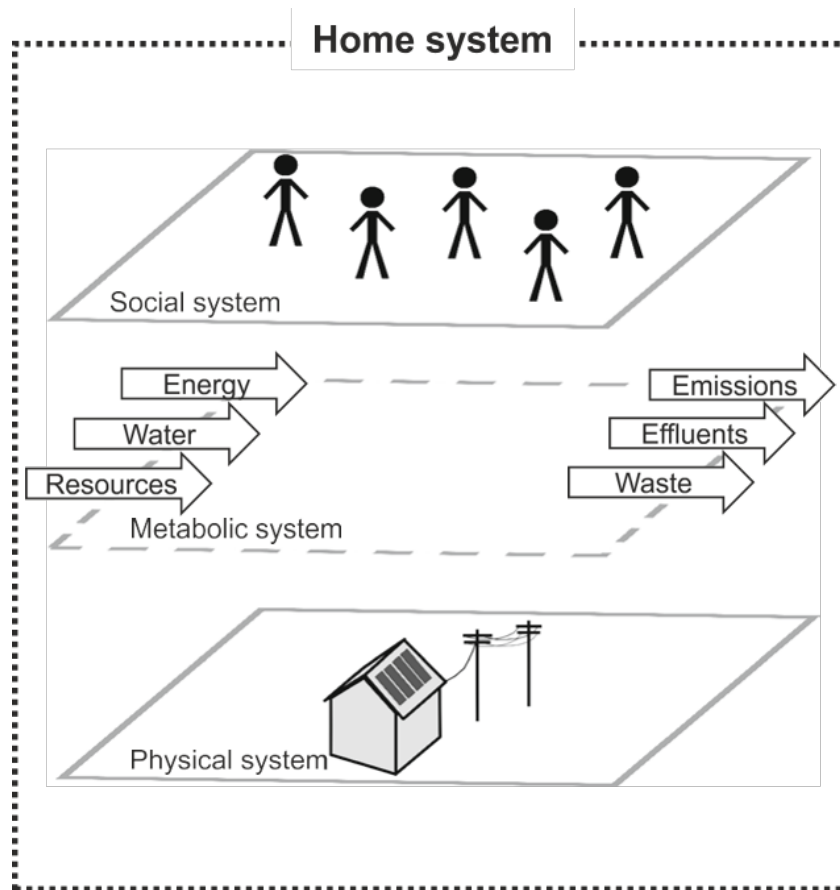 Home system
Social system
Energy
Emissions
Water
Effluents
Resources
Waste
Metabolic system
Physical system